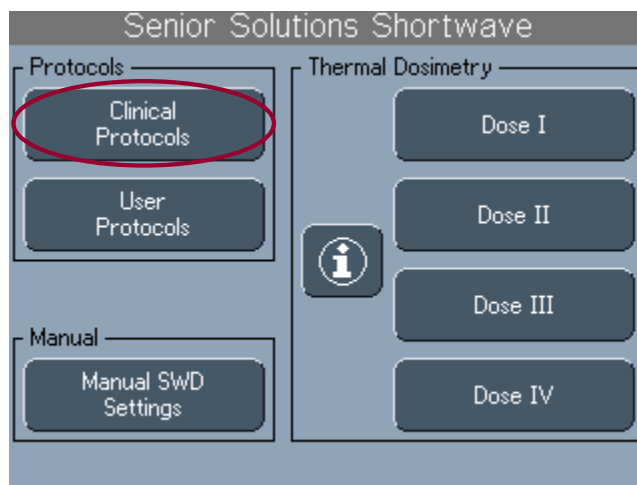 Senior Solutions Shortwave
Protocols
Clinical
Protocols
User
Protocols
Manual
Manual SWD
Settings
Thermal Dosimetry
Dose I
Dose II
Dose III
Dose IV
i